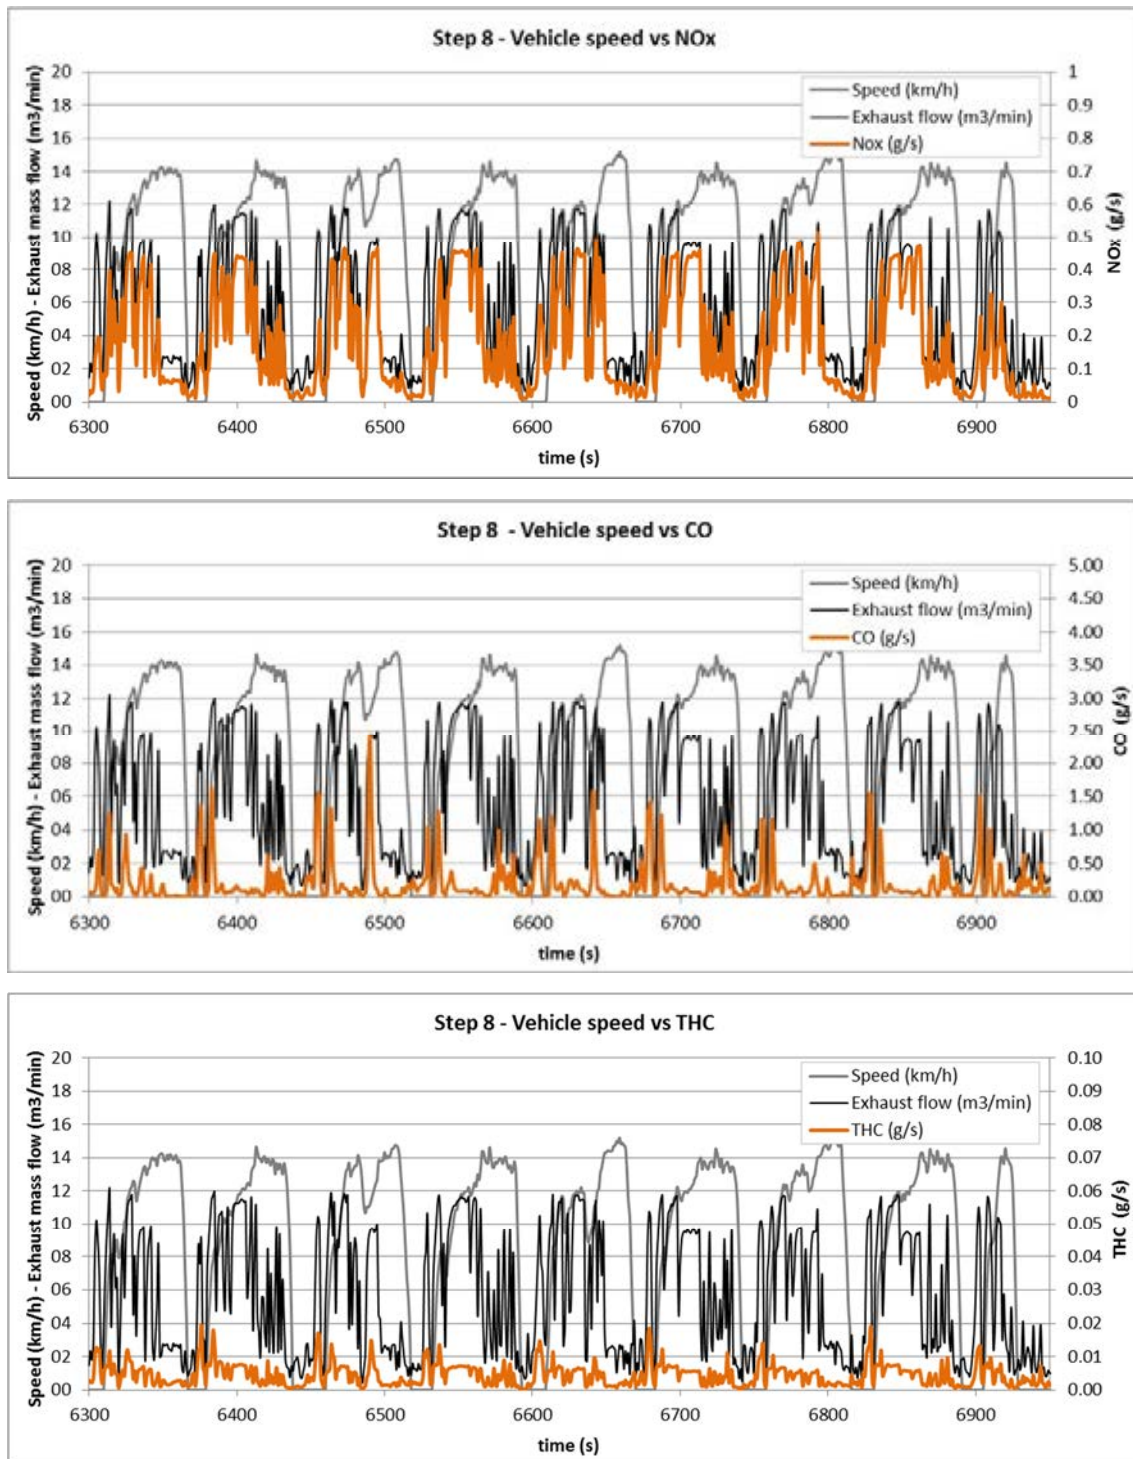 Step 8 - Vehicle speed vs NOx
Speed (km/h) - Exhaust mass flow (m3/min)
20
18
16
14
12
10
08
06
04
02
00
1
0.9
0.8
0.7
0.6
0.5
0.4
0.3
0.2
0.1
0
NOx (g/s)
Speed (km/h)
Exhaust flow (m3/min)
Nox (g/s)
6300 6400 6500 6600 6700 6800 6900
time (s)
Step 8 - Vehicle speed vs CO
Speed (km/h) - Exhaust mass flow (m3/min)
20
18
16
14
12
10
08
06
04
02
00
5.00
4.50
4.00
3.50
3.00
2.50
2.00
1.50
1.00
0.50
0.00
CO (g/s)
Speed (km/h)
Exhaust flow (m3/min)
CO (g/s)
6300 6400 6500 6600 6700 6800 6900
time (s)
Step 8 - Vehicle speed vs THC
Speed (km/h) - Exhaust mass flow (m3/min)
20
18
16
14
12
10
08
06
04
02
00
0.10
0.09
0.08
0.07
0.06
0.05
0.04
0.03
0.02
0.01
0.00
THC (g/s)
Speed (km/h)
Exhaust flow (m3/min)
THC (g/s)
6300 6400 6500 6600 6700 6800 6900
time (s)